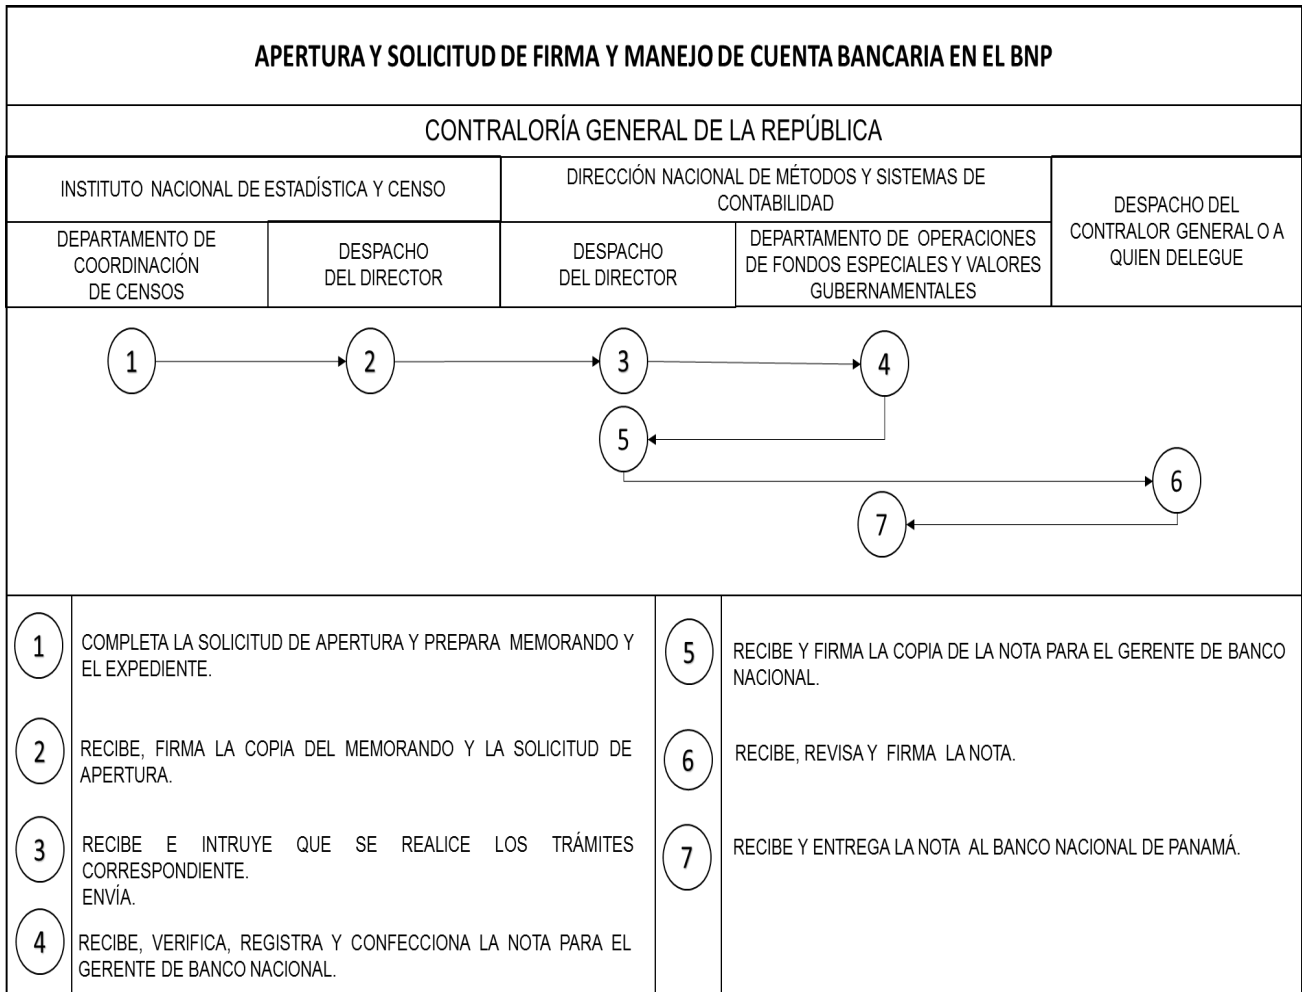 APERTURA Y SOLICITUD DE FIRMA Y MANEJO DE CUENTA BANCARIA EN EL BNP
CONTRALORÍA GENERAL DE LA REPÚBLICA
INSTITUTO NACIONAL DE ESTADÍSTICA Y CENSO
DIRECCIÓN NACIONAL DE MÉTODOS Y SISTEMAS DE
CONTABILIDAD
DESPACHO DEL
CONTRALOR GENERAL O A
QUIEN DELEGUE
DEPARTAMENTO DE
COORDINACIÓN
DE CENSOS
DESPACHO
DEL DIRECTOR
DESPACHO
DEL DIRECTOR
DEPARTAMENTO DE OPERACIONES
DE FONDOS ESPECIALES Y VALORES
GUBERNAMENTALES
1
2
3
4
5
6
7
1
COMPLETA LA SOLICITUD DE APERTURA Y PREPARA MEMORANDO Y
EL EXPEDIENTE.
2
RECIBE, FIRMA LA COPIA DEL MEMORANDO Y LA SOLICITUD DE
APERTURA.
3
RECIBE E INTRUYE QUE SE REALICE LOS TRÁMITES
CORRESPONDIENTE.
ENVÍA.
4
RECIBE, VERIFICA, REGISTRA Y CONFECCIONA LA NOTA PARA EL
GERENTE DE BANCO NACIONAL.
5
RECIBE Y FIRMA LA COPIA DE LA NOTA PARA EL GERENTE DE BANCO
NACIONAL.
6
RECIBE, REVISA Y FIRMA LA NOTA.
7
RECIBE Y ENTREGA LA NOTA AL BANCO NACIONAL DE PANAMÁ.